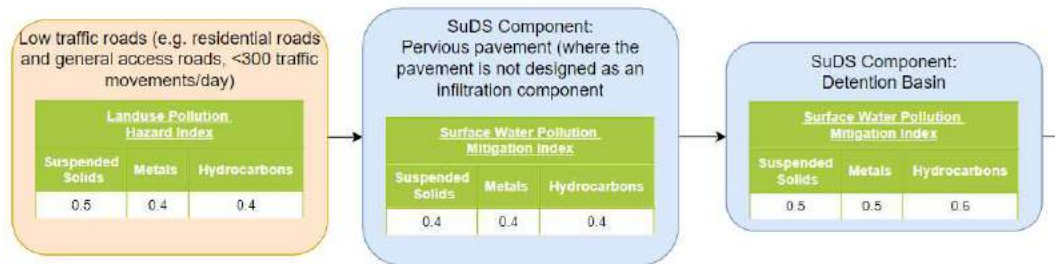 Low traffic roads (e.g. residential roads
and general access roads, <300 traffic
movements/day)
Landuse Pollution
Hazard Index
Suspended
Solids
Metals
Hydrocarbons
0.5
0.4
0.4
SuDS Component:
Pervious pavement (where the
pavement is not designed as an
infiltration component
Surface Water Pollution
Mitigation Index
Suspended
Solids
Metals
Hydrocarbons
0.4
0.4
0.4
SuDS Component:
Detention Basin
Surface Water Pollution
Mitigation Index
Suspended
Solids
Metals
Hydrocarbons
0.5
0.5
0.6